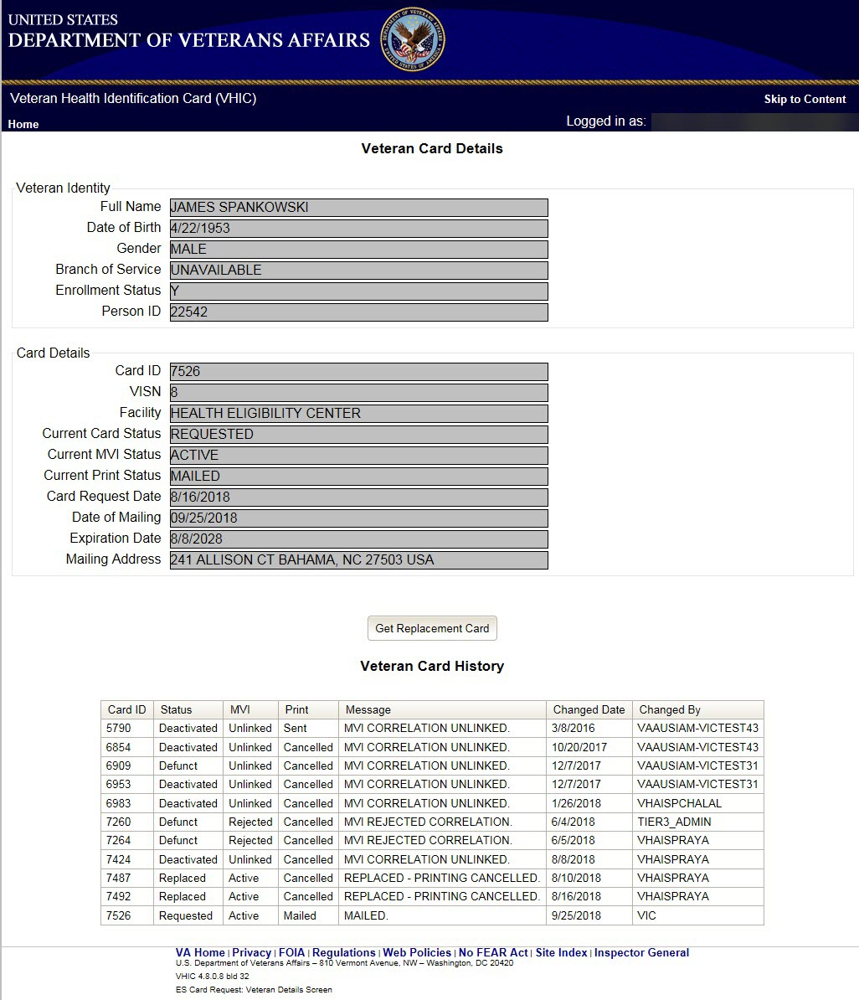 UNITED STATES
DEPARTMENT OF VETERANS AFFAIRS
DEPARTMENT OF VETERANS AFFAIRS
UNITED STATES OF AMERICA
Veteran Health Identification Card (VHIC) Skip to Content
Home Logged in as:
Veteran Card Details
Veteran Identity
Full Name JAMES SPANKOWSKI
Date of Birth 4/22/1953
Gender MALE
Branch of Service UNAVAILABLE
Enrollment Status Y
Person ID 22542
Card Details
Card ID 7526
VISN 8
Facility HEALTH ELIGIBILITY CENTER
Current Card Status REQUESTED
Current MVI Status ACTIVE
Current Print Status MAILED
Card Request Date 8/16/2018
Date of Mailing 09/25/2018
Expiration Date 8/8/2028
Mailing Address 241 ALLISON CT BAHAMA, NC 27503 USA
Get Replacement Card
Veteran Card History
Card ID Status MVI Print Message Changed Date Changed By
5790 Deactivated Unlinked Sent MVI CORRELATION UNLINKED. 3/8/2016 VAAUSIAM-VICTEST43
6854 Deactivated Unlinked Cancelled MVI CORRELATION UNLINKED. 10/20/2017 VAAUSIAM-VICTEST43
6909 Defunct Unlinked Cancelled MVI CORRELATION UNLINKED. 12/7/2017 VAAUSIAM-VICTEST31
6953 Deactivated Unlinked Cancelled MVI CORRELATION UNLINKED. 12/7/2017 VAAUSIAM-VICTEST31
6983 Deactivated Unlinked Cancelled MVI CORRELATION UNLINKED. 1/26/2018 VHAISPCHALAL
7260 Defunct Rejected Cancelled MVI REJECTED CORRELATION. 6/4/2018 TIER3_ADMIN
7264 Defunct Rejected Cancelled MVI REJECTED CORRELATION. 6/5/2018 VHAISPRAYA
7424 Deactivated Unlinked Cancelled MVI CORRELATION UNLINKED. 8/8/2018 VHAISPRAYA
7487 Replaced Active Cancelled REPLACED - PRINTING CANCELLED. 8/10/2018 VHAISPRAYA
7492 Replaced Active Cancelled REPLACED - PRINTING CANCELLED. 8/16/2018 VHAISPRAYA
7526 Requested Active Mailed MAILED. 9/25/2018 VIC
VA Home | Privacy | FOIA | Regulations | Web Policies | No FEAR Act | Site Index | Inspector General
U.S. Department of Veterans Affairs – 810 Vermont Avenue, NW – Washington, DC 20420
VHIC 4.8.0.8 bld 32
ES Card Request: Veteran Details Screen